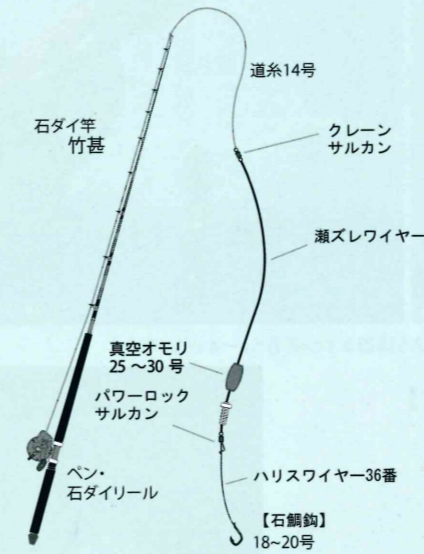 道糸14号
石ダイ竿
竹甚
クレーン
サルカン
瀬ズレワイヤー
真空オモリ
25～30号
パワーロック
サルカン
ペン・
石ダイリール
ハリスワイヤー36番
【石鯛鈎】
18～20号